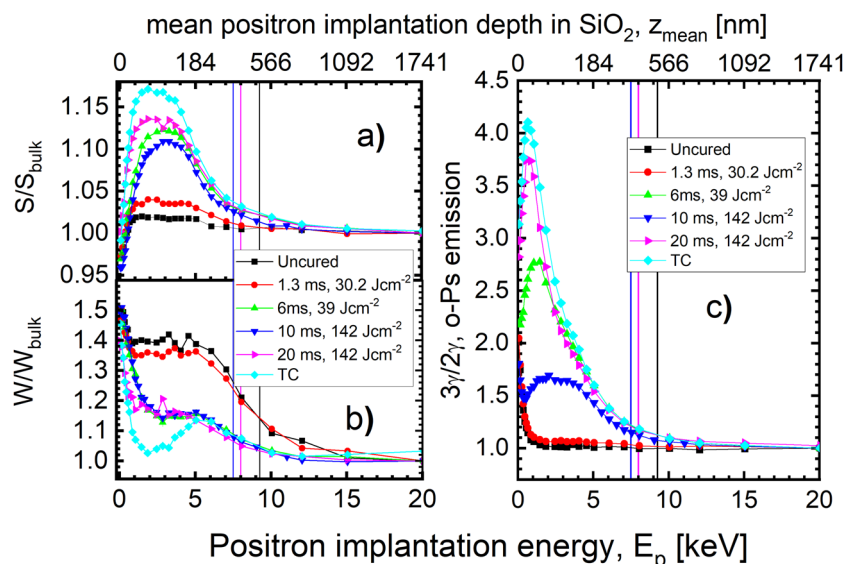 mean positron implantation depth in SiO₂, z_mean [nm]
0 184 566 1092 1741
0 184 566 1092 1741
S/S_bulk
1.15
1.10
1.05
1.00
0.95
a)
Uncured
1.3 ms, 30.2 Jcm⁻²
6ms, 39 Jcm⁻²
10 ms, 142 Jcm⁻²
20 ms, 142 Jcm⁻²
TC
W/W_bulk
1.5
1.4
1.3
1.2
1.1
1.0
b)
0 5 10 15 20
3γ/2γ, o-Ps emission
4.5
4.0
3.5
3.0
2.5
2.0
1.5
1.0
Uncured
1.3 ms, 30.2 Jcm⁻²
6ms, 39 Jcm⁻²
10 ms, 142 Jcm⁻²
20 ms, 142 Jcm⁻²
TC
c)
0 5 10 15 20
Positron implantation energy, E_p [keV]